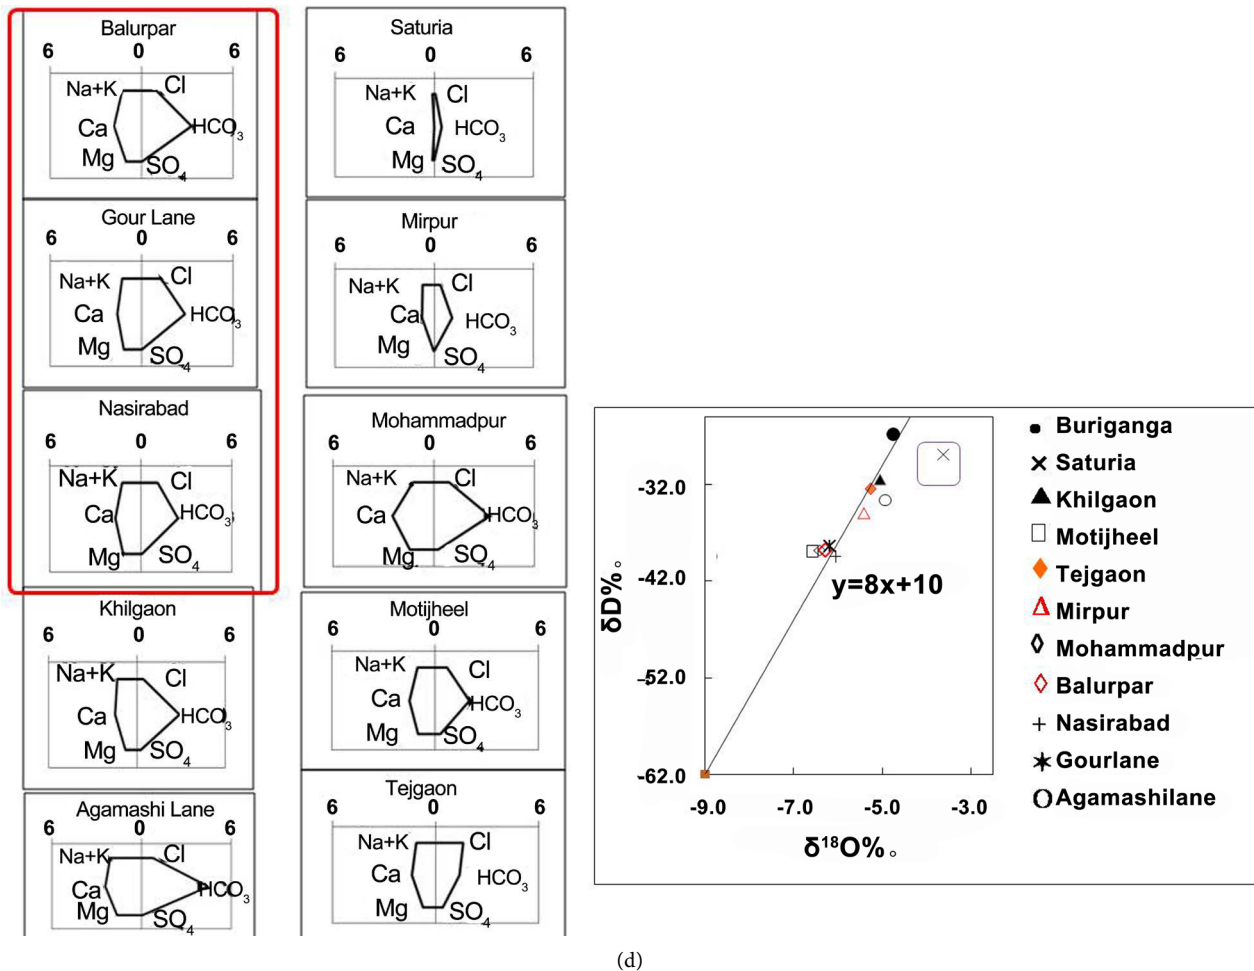 Balurpar
6 0 6
Na+K Cl
Ca HCO3
Mg SO4
Gour Lane
6 0 6
Na+K Cl
Ca HCO3
Mg SO4
Nasirabad
6 0 6
Na+K Cl
Ca HCO3
Mg SO4
Khilgaon
6 0 6
Na+K Cl
Ca HCO3
Mg SO4
Agamashi Lane
6 0 6
Na+K Cl
Ca HCO3
Mg SO4
Saturia
6 0 6
Na+K Cl
Ca HCO3
Mg SO4
Mirpur
6 0 6
Na+K Cl
Ca HCO3
Mg SO4
Mohammadpur
6 0 6
Na+K Cl
Ca HCO3
Mg SO4
Motijheel
6 0 6
Na+K Cl
Ca HCO3
Mg SO4
Tejgaon
6 0 6
Na+K Cl
Ca HCO3
Mg SO4
-32.0
-42.0
-52.0
-62.0
δD%。
y=8x+10
-9.0 -7.0 -5.0 -3.0
δ18O%。
Buriganga
Saturia
Khilgaon
Motijheel
Tejgaon
Mirpur
Mohammadpur
Balurpar
Nasirabad
Gourlane
Agamashilane
(d)